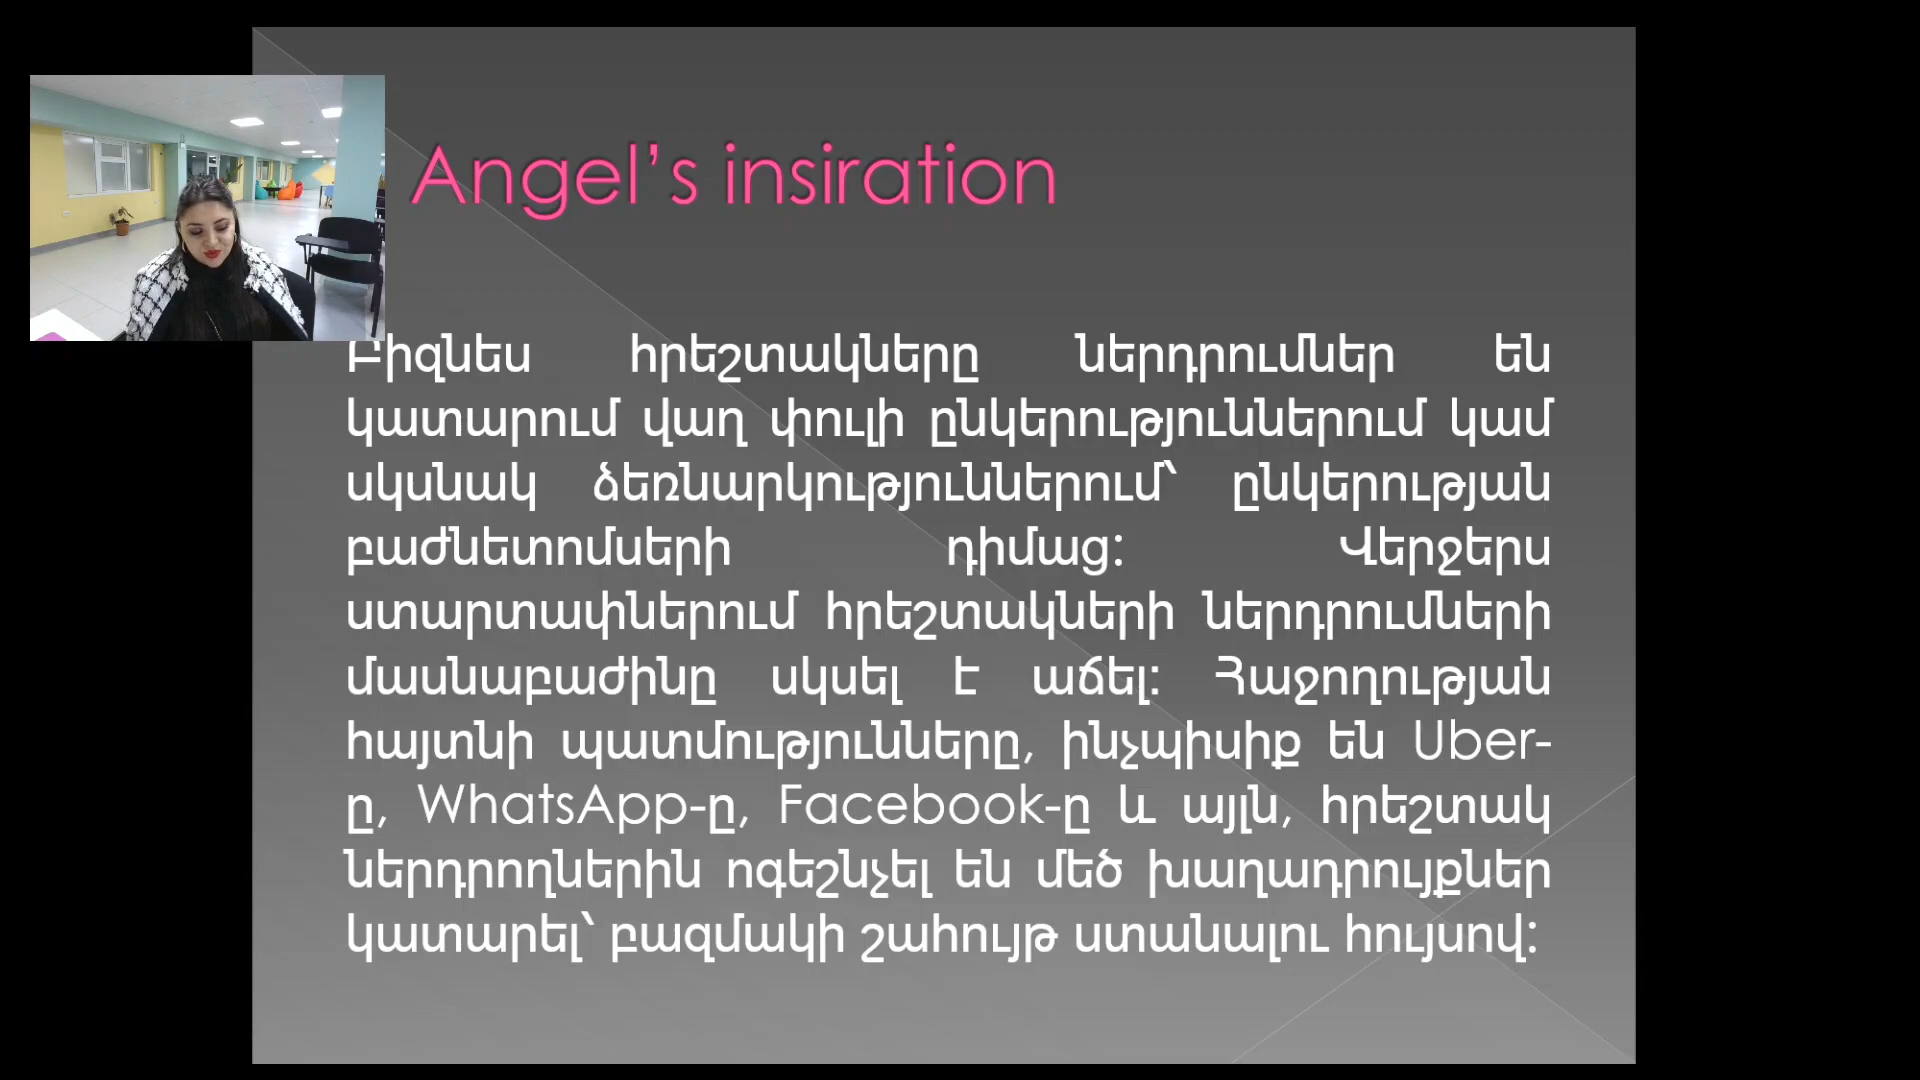 Angel’s insiration
Բիզնես հրեշտակները ներդրումներ են
կատարում վաղ փուլի ընկերություններում կամ
սկսնակ ձեռնարկություններում՝ ընկերության
բաժնետոմսերի դիմաց: Վերջերս
ստարտափներում հրեշտակների ներդրումների
մասնաբաժինը սկսել է աճել: Հաջողության
հայտնի պատմությունները, ինչպիսիք են Uber-
ը, WhatsApp-ը, Facebook-ը և այլն, հրեշտակ
ներդրողներին ոգեշնչել են մեծ խաղադրույքներ
կատարել՝ բազմակի շահույթ ստանալու հույսով: